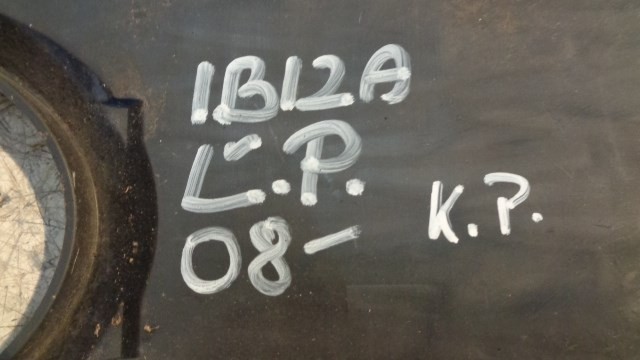 IBIZA
Ĺ.P.
08-
K.P.